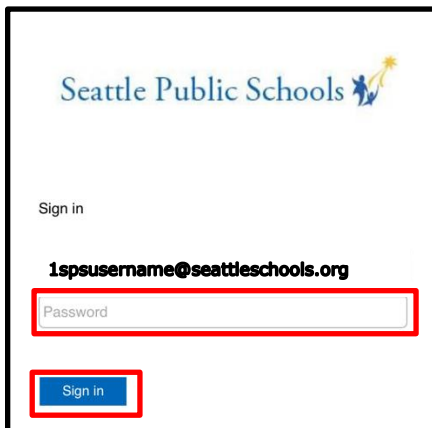 Seattle Public Schools
Sign in
1spsusername@seattleschools.org
Password
Sign in